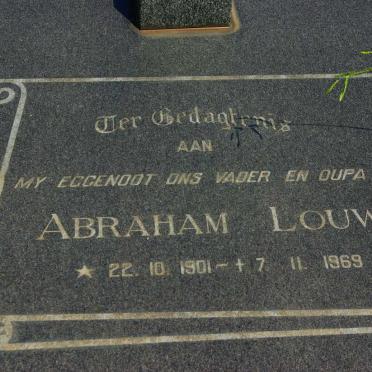 Ter Gedagtenis
AAN
MY EGGENOOT ONS VADER EN OUPA
ABRAHAM LOUW
★ 22. 10. 1901 – ✝ 7. 11. 1969